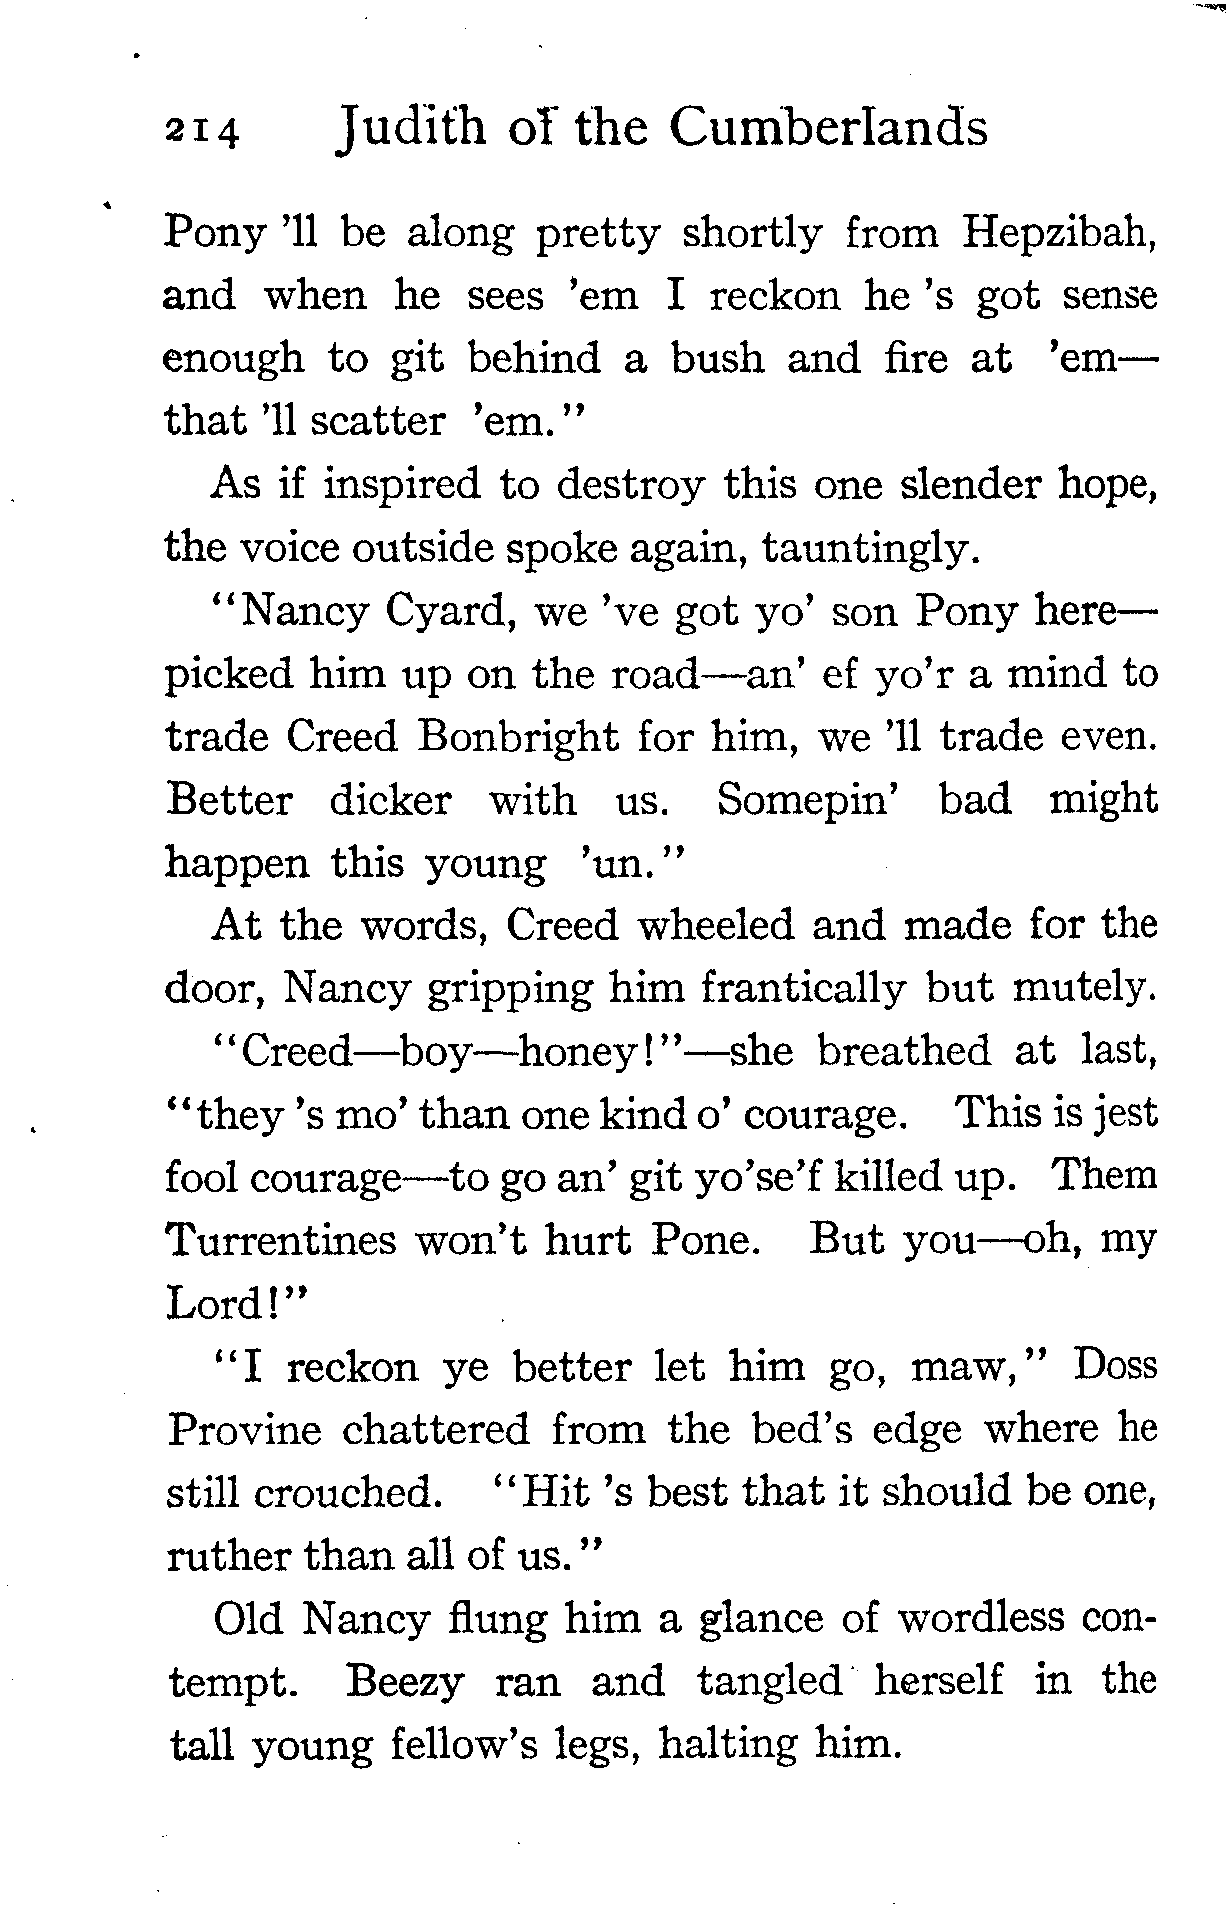 214 Judith of the Cumberlands
Pony 'll be along pretty shortly from Hepzibah,
and when he sees 'em I reckon he 's got sense
enough to git behind a bush and fire at 'em—
that 'll scatter 'em."
As if inspired to destroy this one slender hope,
the voice outside spoke again, tauntingly.
"Nancy Cyard, we 've got yo' son Pony here—
picked him up on the road—an' ef yo'r a mind to
trade Creed Bonbright for him, we 'll trade even.
Better dicker with us. Somepin' bad might
happen this young 'un."
At the words, Creed wheeled and made for the
door, Nancy gripping him frantically but mutely.
"Creed—boy—honey!"—she breathed at last,
"they 's mo' than one kind o' courage. This is jest
fool courage—to go an' git yo'se'f killed up. Them
Turrentines won't hurt Pone. But you—oh, my
Lord!"
"I reckon ye better let him go, maw," Doss
Provine chattered from the bed's edge where he
still crouched. "Hit 's best that it should be one,
ruther than all of us."
Old Nancy flung him a glance of wordless con-
tempt. Beezy ran and tangled herself in the
tall young fellow's legs, halting him.